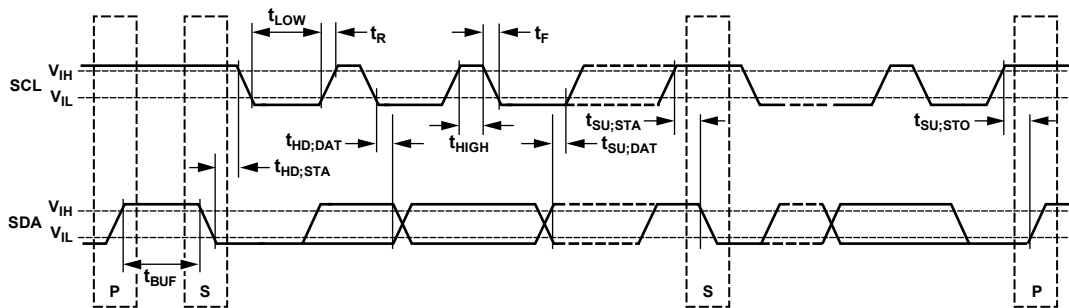 tLOW
tR
tF
VIH
SCL
VIL
tHD;DAT
tHIGH
tSU;STA
tSU;DAT
tSU;STO
tHD;STA
VIH
SDA
VIL
tBUF
P
S
S
P